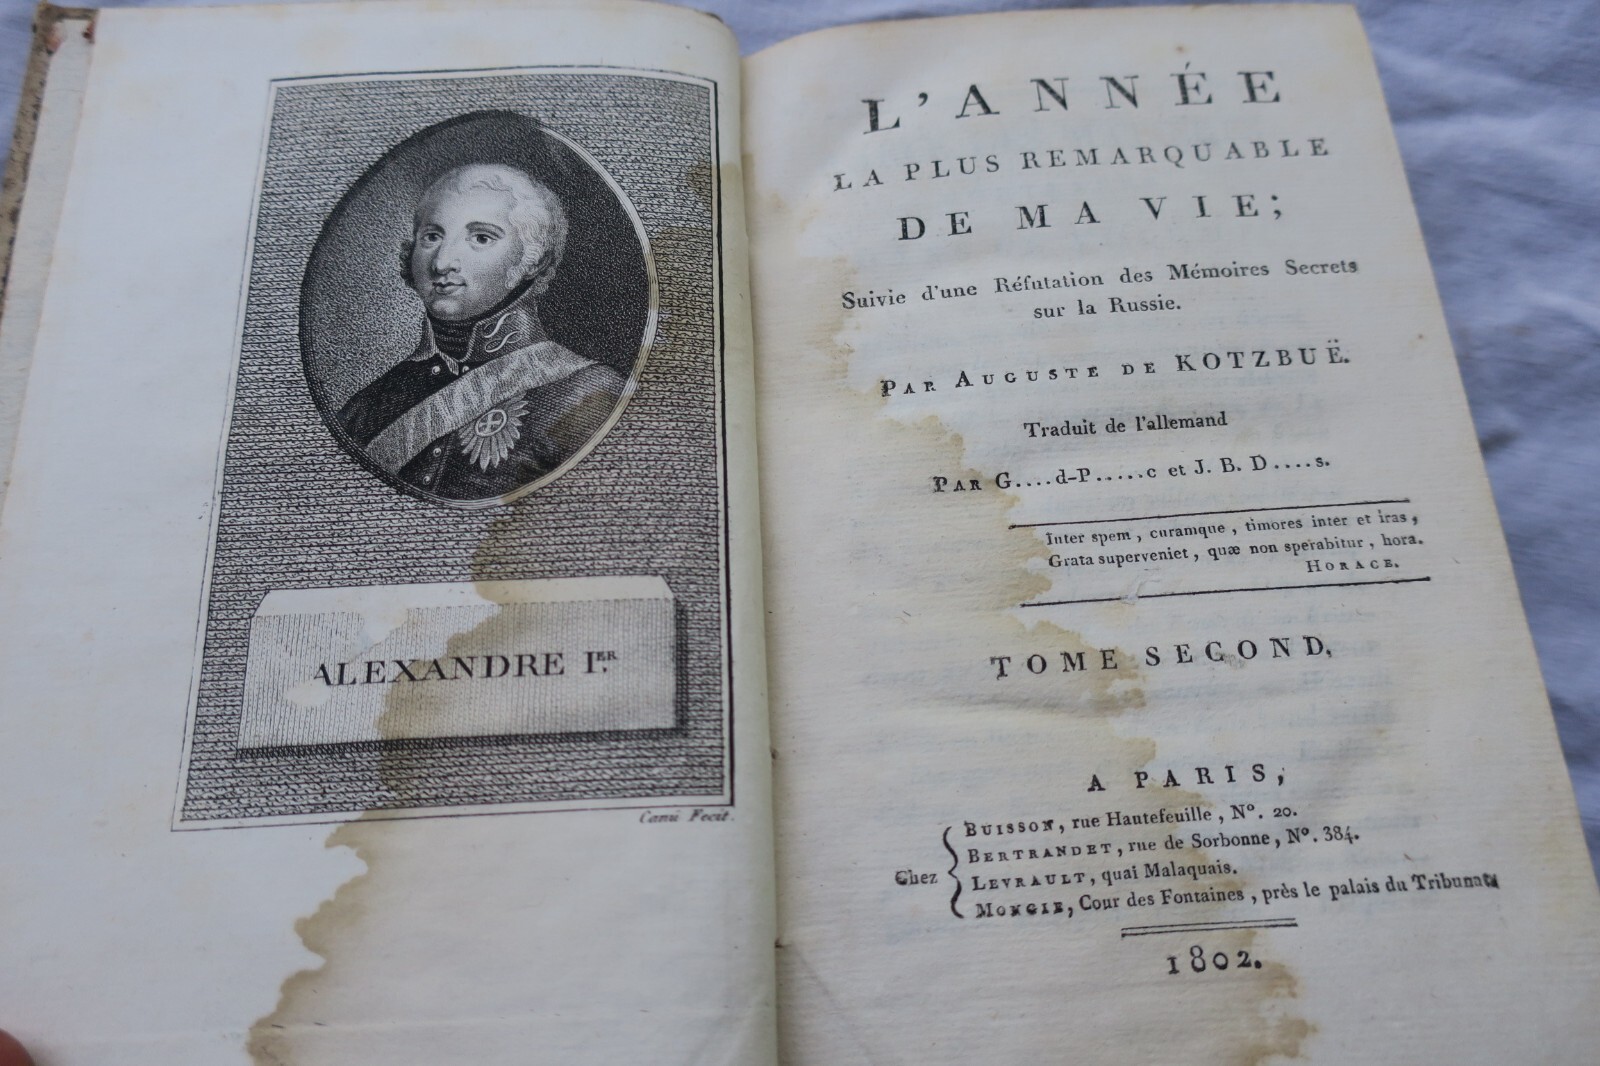 ALEXANDRE I.ER
Canu Fecit.
L'ANNÉE
LA PLUS REMARQUABLE
DE MA VIE;
Suivie d'une Réfutation des Mémoires Secrets
sur la Russie.
PAR AUGUSTE DE KOTZBUË.
Traduit de l'allemand
PAR G....d-P.....c et J. B. D....s.
Inter spem, curamque, timores inter et iras,
Grata superveniet, quæ non sperabitur, hora.
HORACE.
TOME SECOND,
A PARIS,
Chez
BUISSON, rue Hautefeuille, N°. 20.
BERTRANDET, rue de Sorbonne, N°. 384.
LEVRAULT, quai Malaquais.
MONGIE, Cour des Fontaines, près le palais du Tribunat.
1802.